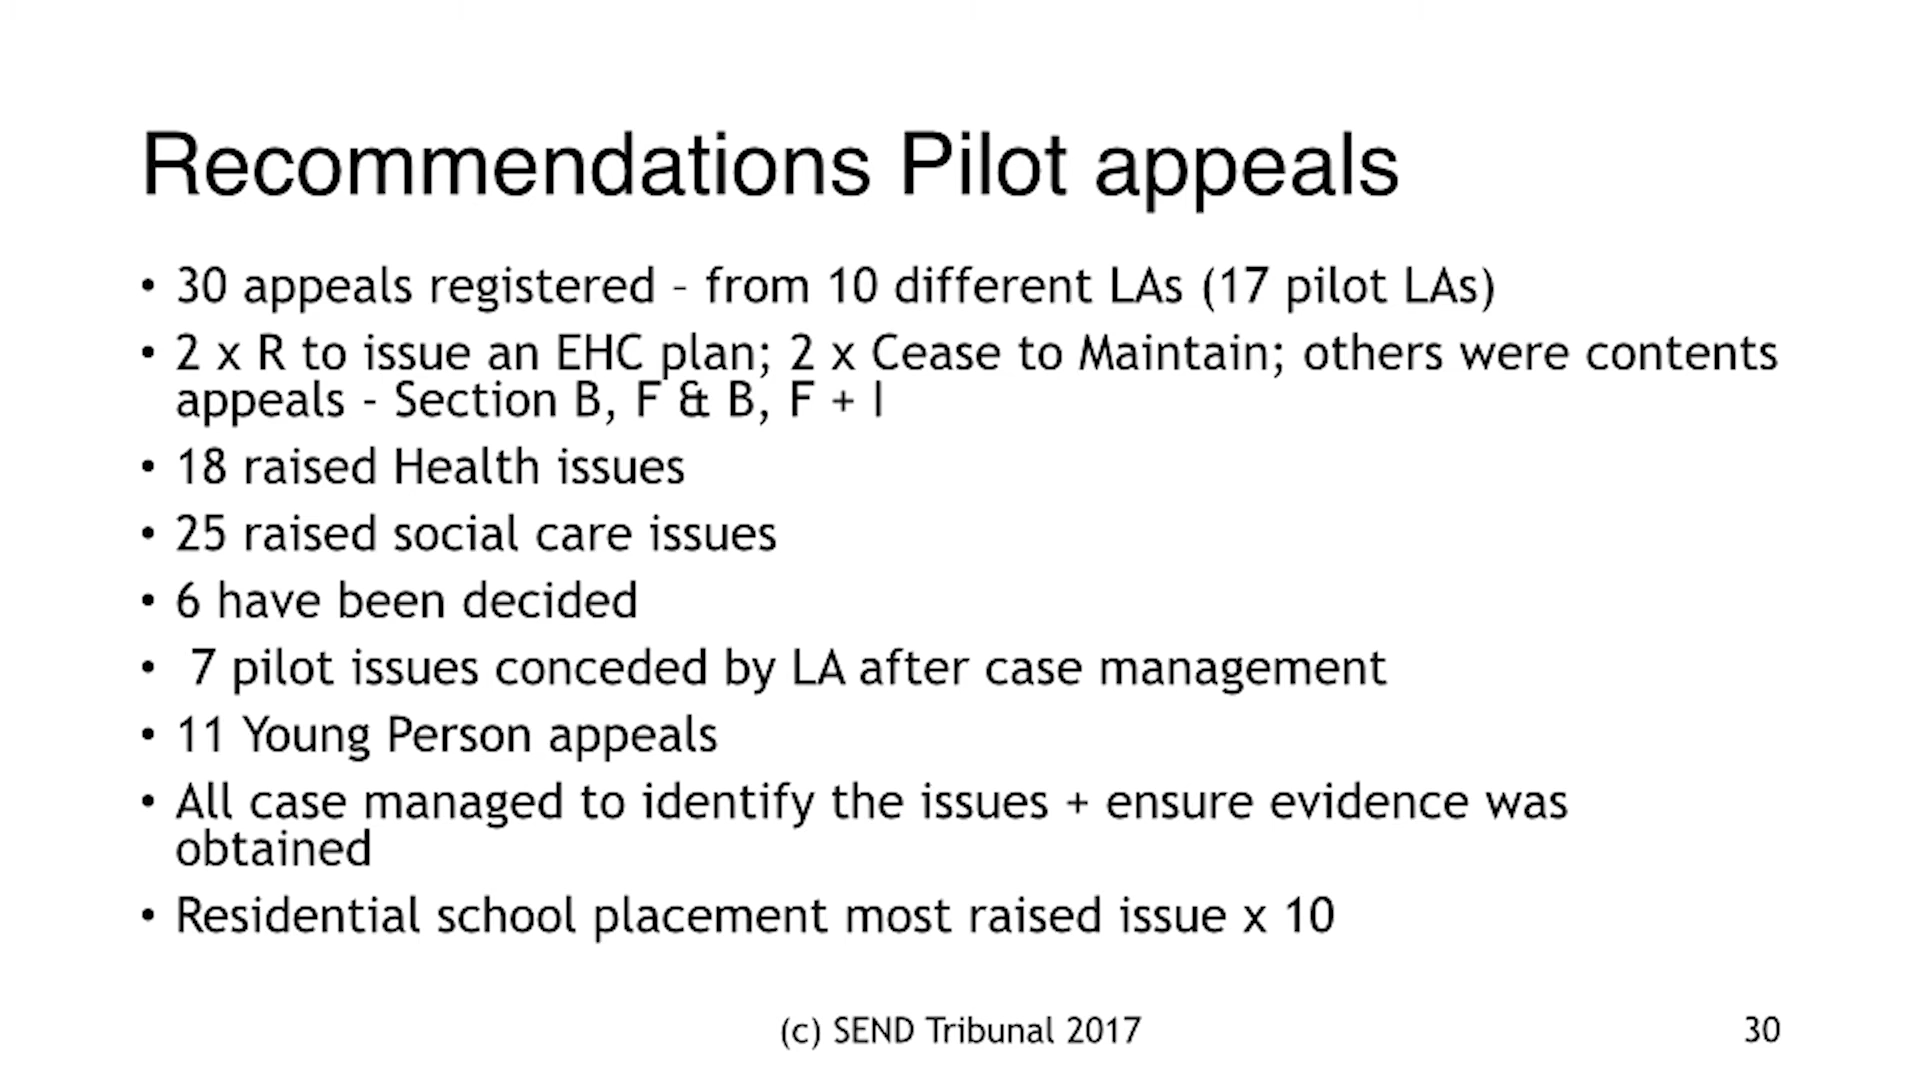 Recommendations Pilot appeals
• 30 appeals registered – from 10 different LAs (17 pilot LAs)
• 2 x R to issue an EHC plan; 2 x Cease to Maintain; others were contents
appeals - Section B, F & B, F + I
• 18 raised Health issues
• 25 raised social care issues
• 6 have been decided
• 7 pilot issues conceded by LA after case management
• 11 Young Person appeals
• All case managed to identify the issues + ensure evidence was
obtained
• Residential school placement most raised issue x 10
(c) SEND Tribunal 2017
30